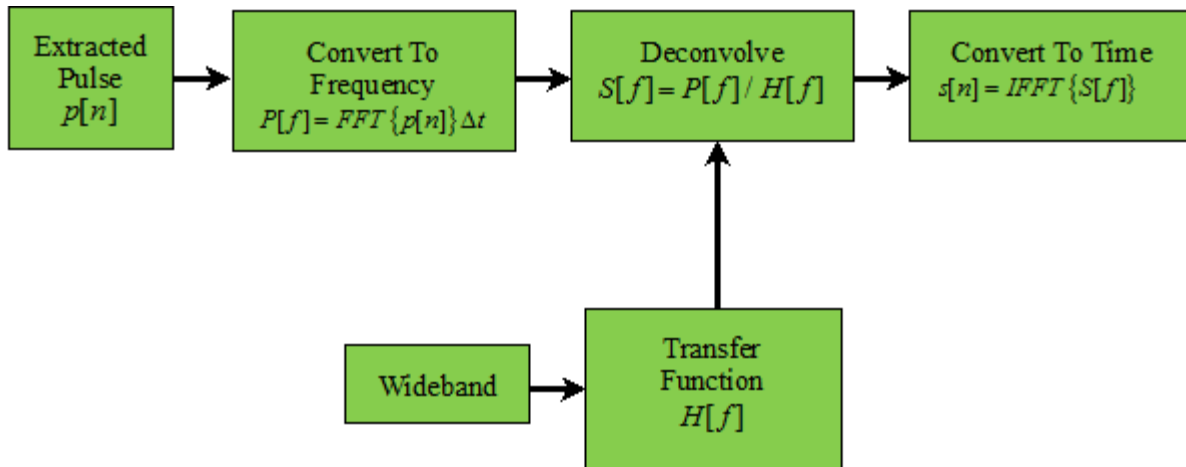 Extracted
Pulse
p[n]
Convert To
Frequency
P[f]=FFT{p[n]}Δt
Deconvolve
S[f]=P[f]/H[f]
Convert To Time
s[n]=IFFT{S[f]}
Wideband
Transfer
Function
H[f]